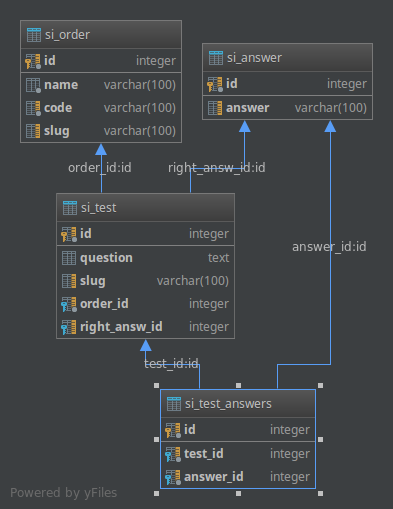 si_order
id integer
name varchar(100)
code varchar(100)
slug varchar(100)
si_answer
id integer
answer varchar(100)
order_id:id
right_answ_id:id
si_test
id integer
question text
slug varchar(100)
order_id integer
right_answ_id integer
answer_id:id
test_id:id
si_test_answers
id integer
test_id integer
answer_id integer
Powered by yFiles